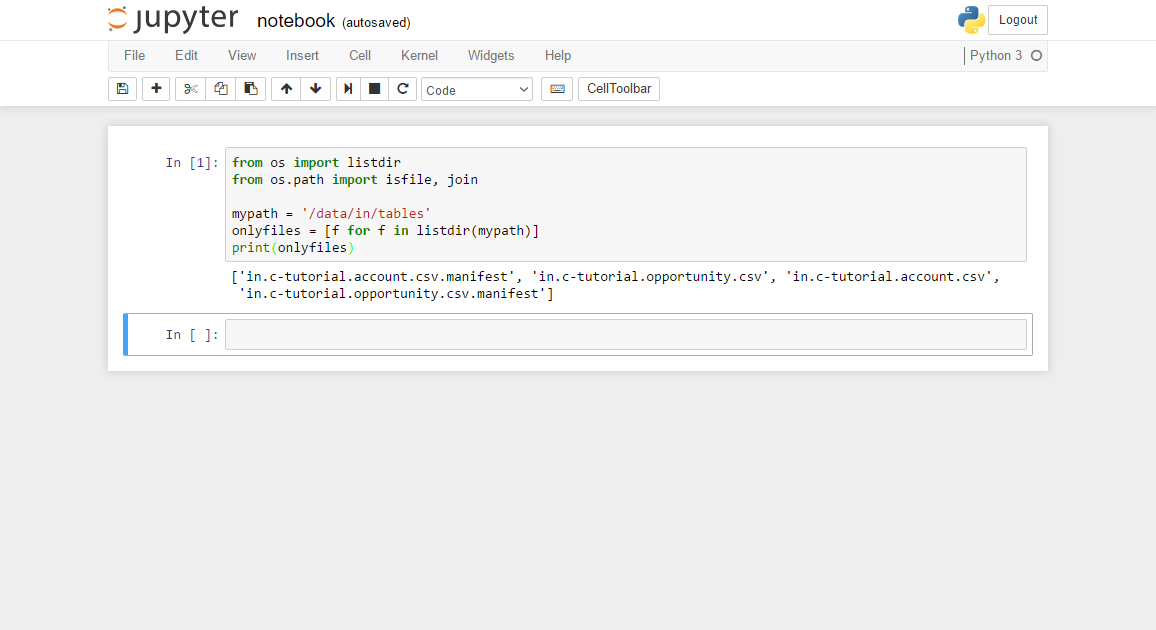 jupyter notebook (autosaved) Logout
File Edit View Insert Cell Kernel Widgets Help Python 3
Code CellToolbar
In [1]: from os import listdir
from os.path import isfile, join
mypath = '/data/in/tables'
onlyfiles = [f for f in listdir(mypath)]
print(onlyfiles)
['in.c-tutorial.account.csv.manifest', 'in.c-tutorial.opportunity.csv', 'in.c-tutorial.account.csv',
'in.c-tutorial.opportunity.csv.manifest']
In [ ]: